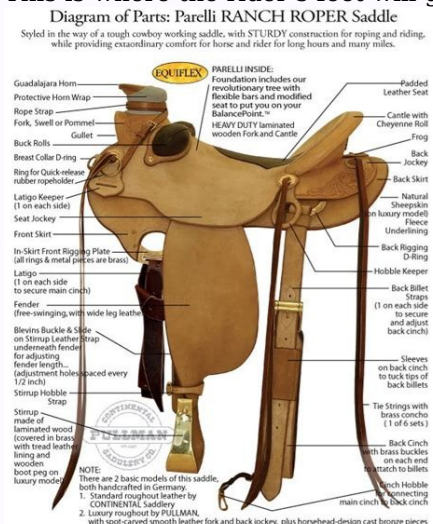 Diagram of Parts: Parelli RANCH ROPER Saddle
Styled in the way of a tough cowboy working saddle, with STURDY construction for roping and riding,
while providing extraordinary comfort for horse and rider for long hours and many miles.
EQUIFLEX
PARELLI INSIDE:
Foundation includes our
revolutionary tree with
flexible bars and modified
seat to put you on your
BalancePoint.™
HEAVY DUTY laminated
wooden Fork and Cantle
Guadalajara Horn
Protective Horn Wrap
Rope Strap
Fork, Swell or Pommel
Gullet
Buck Rolls
Breast Collar D-ring
Ring for Quick-release
rubber ropeholder
Latigo Keeper
(1 on each side)
Seat Jockey
Front Skirt
In-Skirt Front Rigging Plate
(all rings & metal pieces are brass)
Latigo
(1 on each side
to secure main cinch)
Fender
(free-swinging, with wide leg leathe
Blevins Buckle & Slide
on Stirrup Leather Strap
underneath fender
for adjusting
fender length...
(adjustment holes spaced every
1/2 inch)
Stirrup Hobble
Strap
Stirrup
made of
laminated wood
(covered in brass
with tread leather
lining and
wooden
boot peg on
luxury model)
Padded
Leather Seat
Cantle with
Cheyenne Roll
Frog
Back
Jockey
Back Skirt
Natural
Sheepskin
on luxury model)
Fleece
Underlining
Back Rigging
D-Ring
Hobble Keeper
Back Billet
Straps
(1 on each side
to secure
and adjust
back cinch)
Sleeves
on back cinch
to tuck tips of
back billets
Tie Strings with
brass concho
(1 of 6 sets)
Back Cinch
with brass buckles
on each end
to attatch to billets
Cinch Hobble
for connecting
main cinch to back cinch
CONTINENTAL
PULLMAN
SADDLERY CO.
NOTE:
There are 2 basic models of this saddle,
both handcrafted in Germany.
1. Standard roughout leather by
CONTINENTAL Saddlery
2. Luxury roughout by PULLMAN,
with spot-carved smooth leather fork and back jockey, plus horsehead-design cast bronze pieces